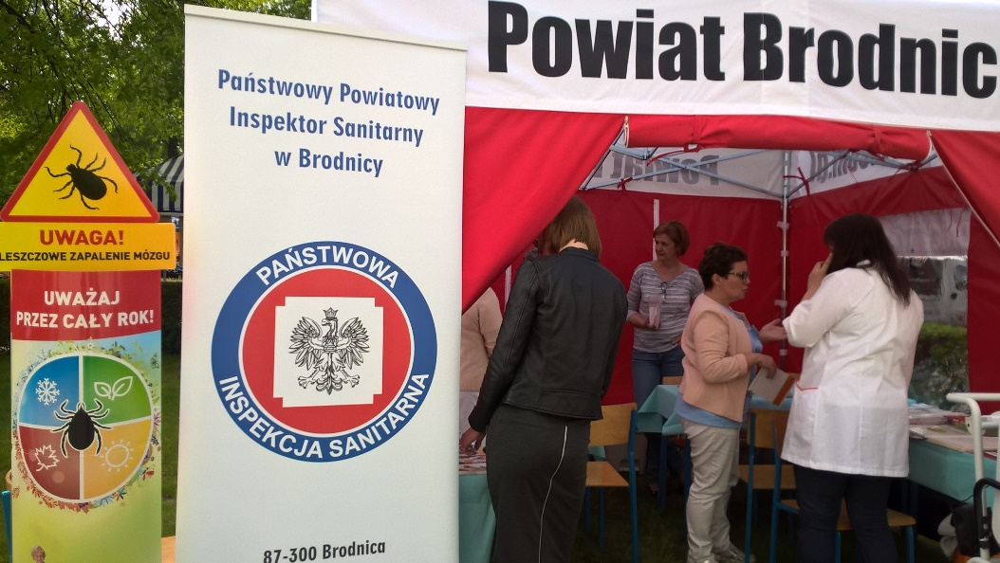 Powiat Brodnic
Państwowy Powiatowy
Inspektor Sanitarny
w Brodnicy
PAŃSTWOWA
INSPEKCJA SANITARNA
87-300 Brodnica
UWAGA!
LESZCZOWE ZAPALENIE MÓZGU
UWAŻAJ
PRZEZ CAŁY ROK!
Powiat